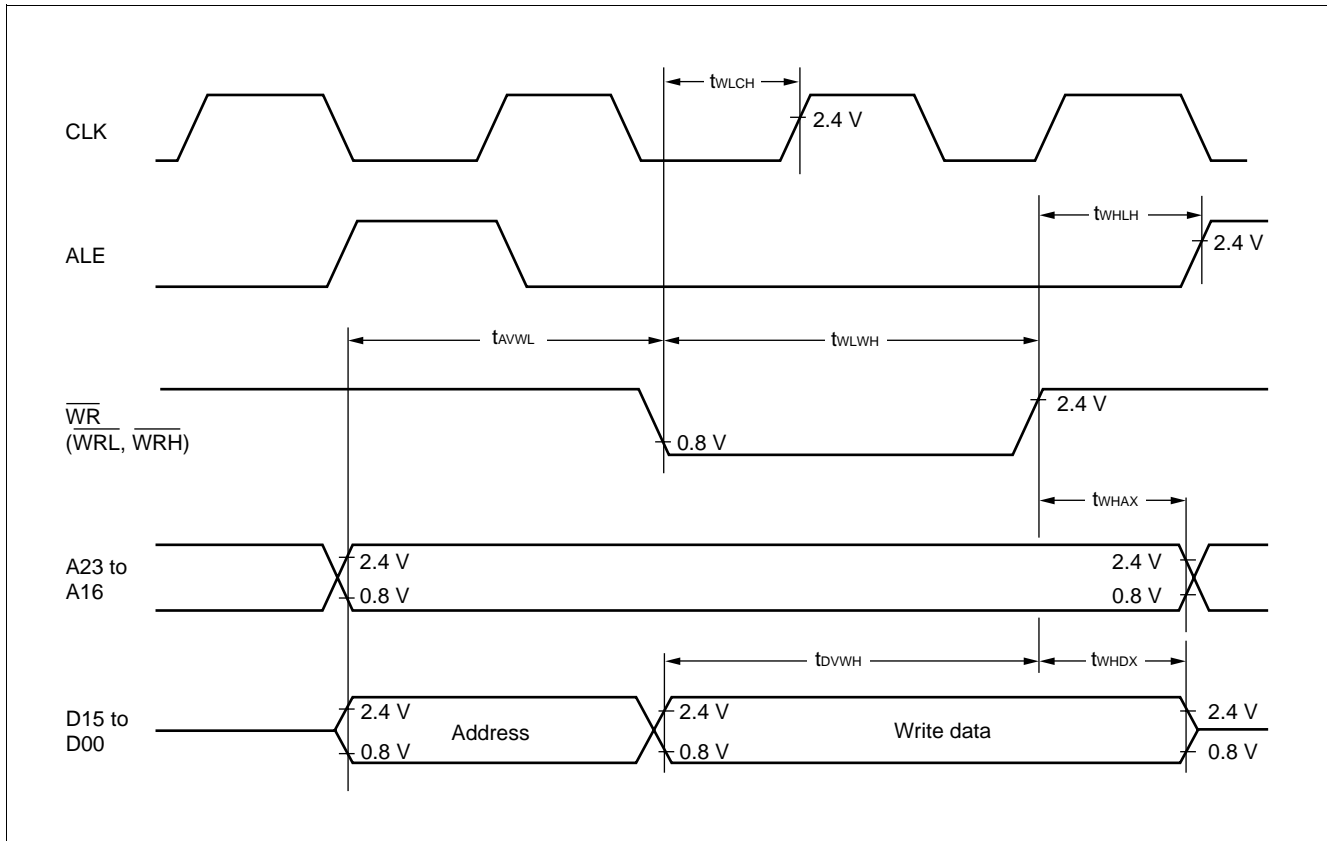 tWLCH
CLK
2.4 V
tWHLH
ALE
2.4 V
tAVWL
tWLWH
WR
(WRL, WRH)
2.4 V
0.8 V
tWHAX
A23 to
A16
2.4 V
0.8 V
2.4 V
0.8 V
tDVWH
tWHDX
D15 to
D00
2.4 V
0.8 V
Address
2.4 V
0.8 V
Write data
2.4 V
0.8 V